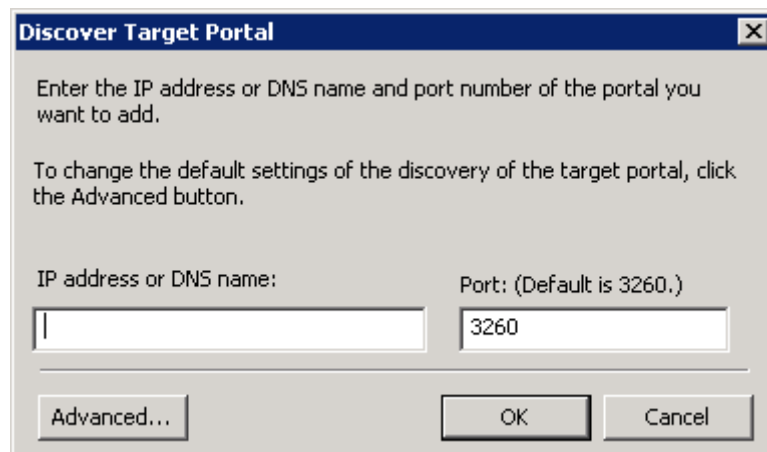 Discover Target Portal
Enter the IP address or DNS name and port number of the portal you
want to add.
To change the default settings of the discovery of the target portal, click
the Advanced button.
IP address or DNS name:
Port: (Default is 3260.)
3260
Advanced...
OK
Cancel